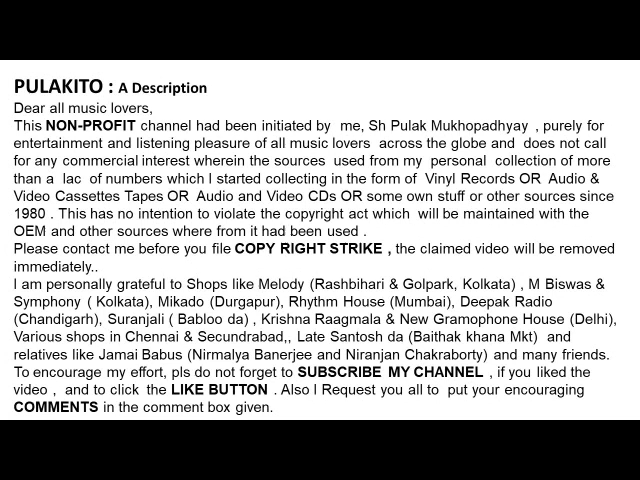 PULAKITO : A Description
Dear all music lovers,
This NON-PROFIT channel had been initiated by me, Sh Pulak Mukhopadhyay , purely for
entertainment and listening pleasure of all music lovers across the globe and does not call
for any commercial interest wherein the sources used from my personal collection of more
than a lac of numbers which I started collecting in the form of Vinyl Records OR Audio &
Video Cassettes Tapes OR Audio and Video CDs OR some own stuff or other sources since
1980 . This has no intention to violate the copyright act which will be maintained with the
OEM and other sources where from it had been used .
Please contact me before you file COPY RIGHT STRIKE , the claimed video will be removed
immediately..
I am personally grateful to Shops like Melody (Rashbihari & Golpark, Kolkata) , M Biswas &
Symphony ( Kolkata), Mikado (Durgapur), Rhythm House (Mumbai), Deepak Radio
(Chandigarh), Suranjali ( Babloo da) , Krishna Raagmala & New Gramophone House (Delhi),
Various shops in Chennai & Secundrabad,, Late Santosh da (Baithak khana Mkt) and
relatives like Jamai Babus (Nirmalya Banerjee and Niranjan Chakraborty) and many friends.
To encourage my effort, pls do not forget to SUBSCRIBE MY CHANNEL , if you liked the
video , and to click the LIKE BUTTON . Also I Request you all to put your encouraging
COMMENTS in the comment box given.